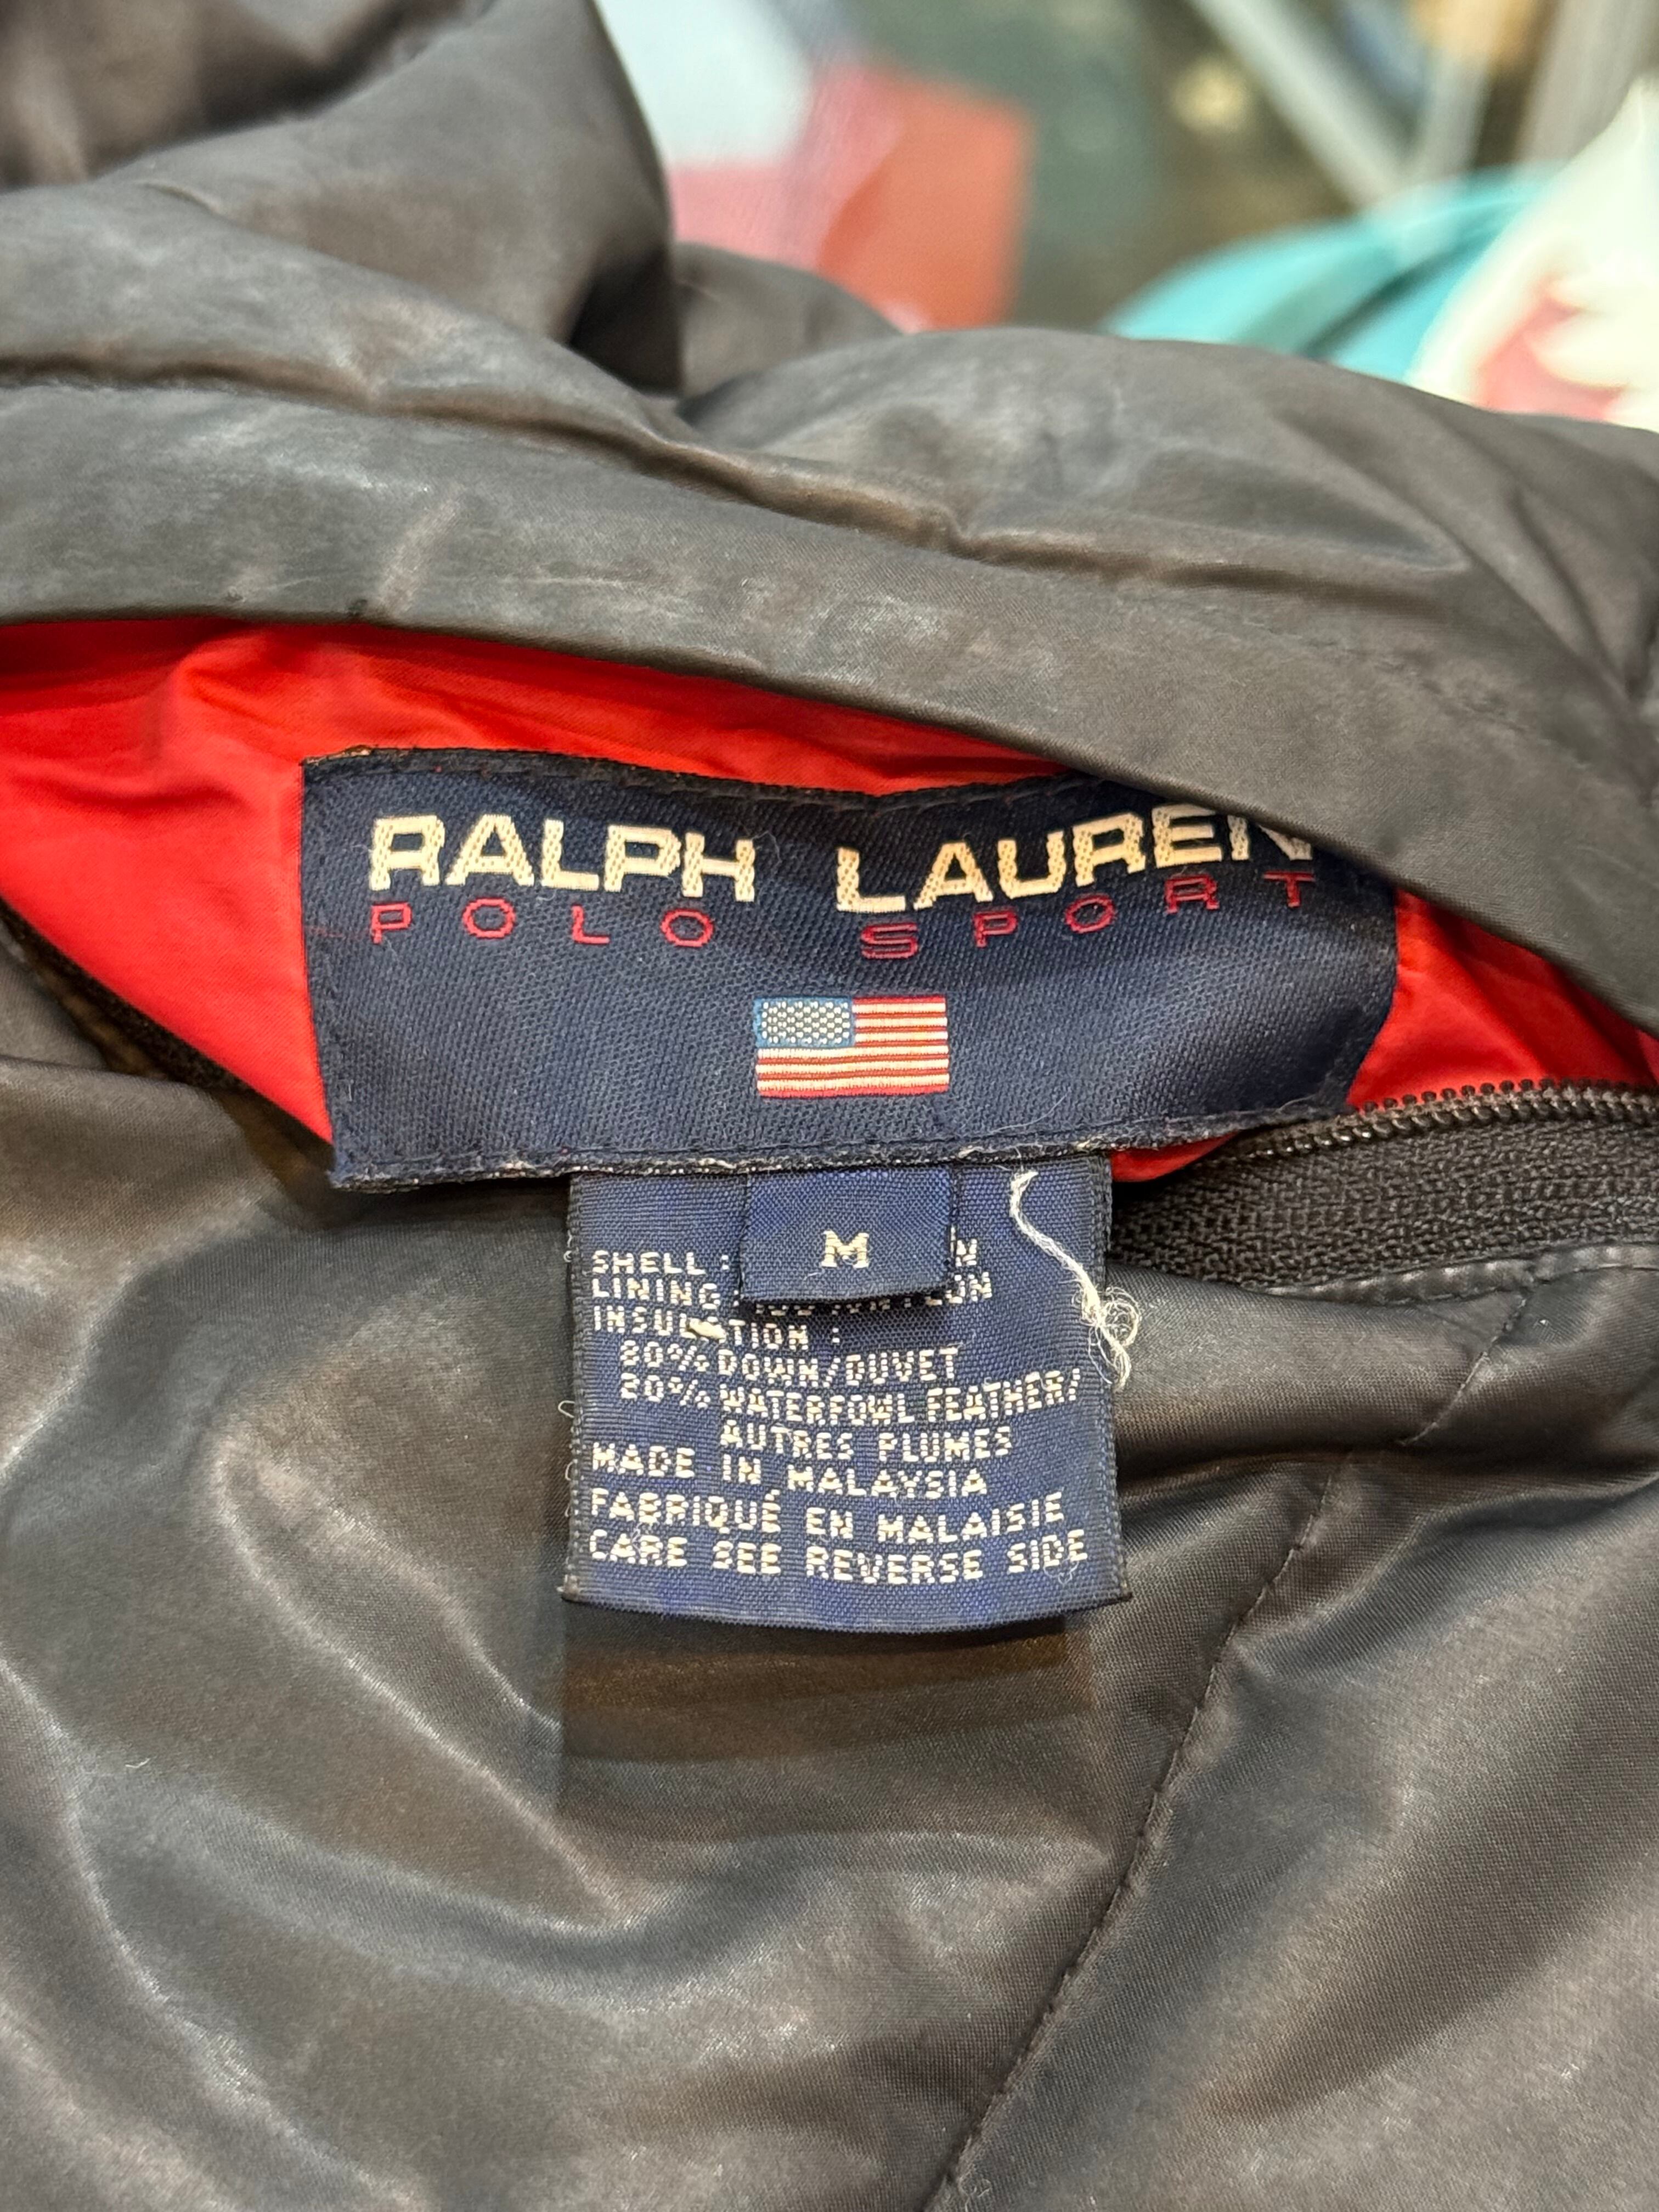 RALPH LAUREN
POLO SPORT
M
SHELL :
LINING
INSULATION :
80% DOWN/DUVET
20% WATERFOWL FEATHER/
AUTRES PLUMES
MADE IN MALAYSIA
FABRIQUÉ EN MALAISIE
CARE SEE REVERSE SIDE